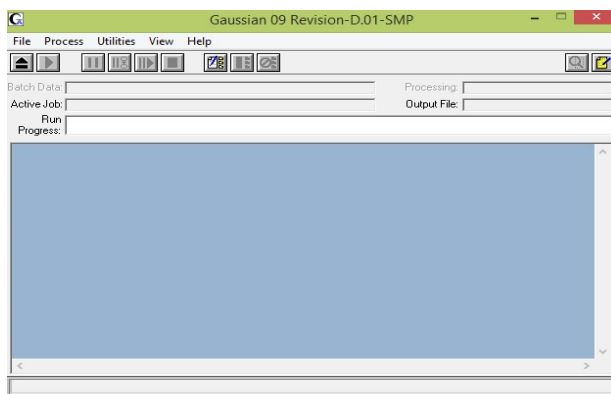 Gaussian 09 Revision-D.01-SMP
File Process Utilities View Help
Batch Data: Processing:
Active Job: Output File:
Run
Progress: